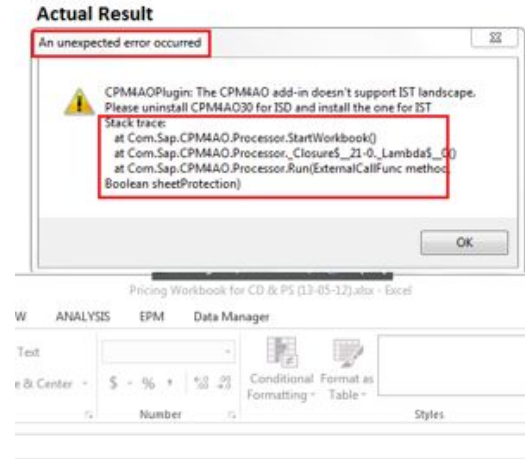 Actual Result
An unexpected error occurred
CPM4AOPlugin: The CPM4AO add-in doesn't support IST landscape.
Please uninstall CPM4AO30 for ISD and install the one for IST
Stack trace:
at Com.Sap.CPM4AO.Processor.StartWorkbook()
at Com.Sap.CPM4AO.Processor._Closure$__21-0._Lambda$__0()
at Com.Sap.CPM4AO.Processor.Run(ExternalCallFunc method,
Boolean sheetProtection)
OK
Pricing Workbook for CD & PS (13-05-12).xlsx - Excel
W ANALYSIS EPM Data Manager
Text
e & Center $ - % , Conditional Format as
Formatting Table
Number Styles